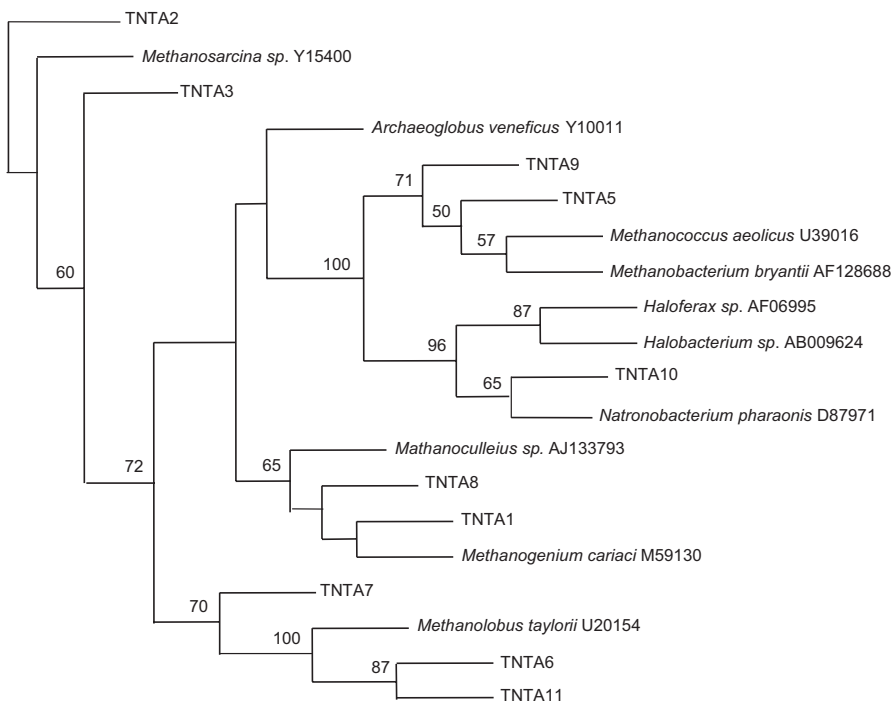 TNTA2
Methanosarcina sp. Y15400
TNTA3
Archaeoglobus veneficus Y10011
TNTA9
71
TNTA5
50
Methanococcus aeolicus U39016
57
100
Methanobacterium bryantii AF128688
60
Haloferax sp. AF06995
87
Halobacterium sp. AB009624
96
TNTA10
65
Natronobacterium pharaonis D87971
Mathanoculleius sp. AJ133793
72
65
TNTA8
TNTA1
Methanogenium cariaci M59130
TNTA7
70
Methanolobus taylorii U20154
100
TNTA6
87
TNTA11